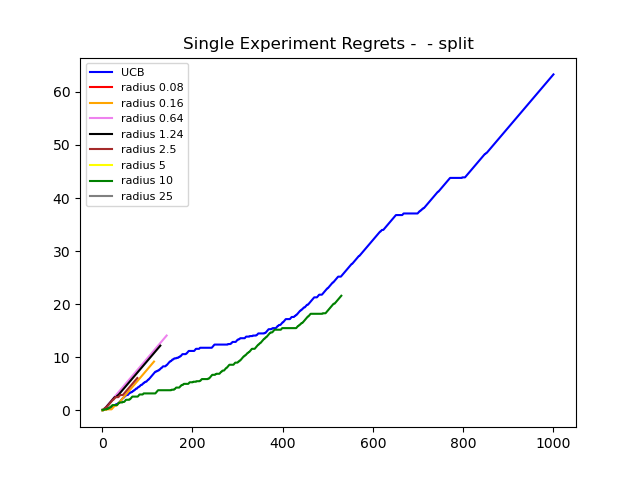 Single Experiment Regrets -  - split
60
50
40
30
20
10
0
UCB
radius 0.08
radius 0.16
radius 0.64
radius 1.24
radius 2.5
radius 5
radius 10
radius 25
0 200 400 600 800 1000